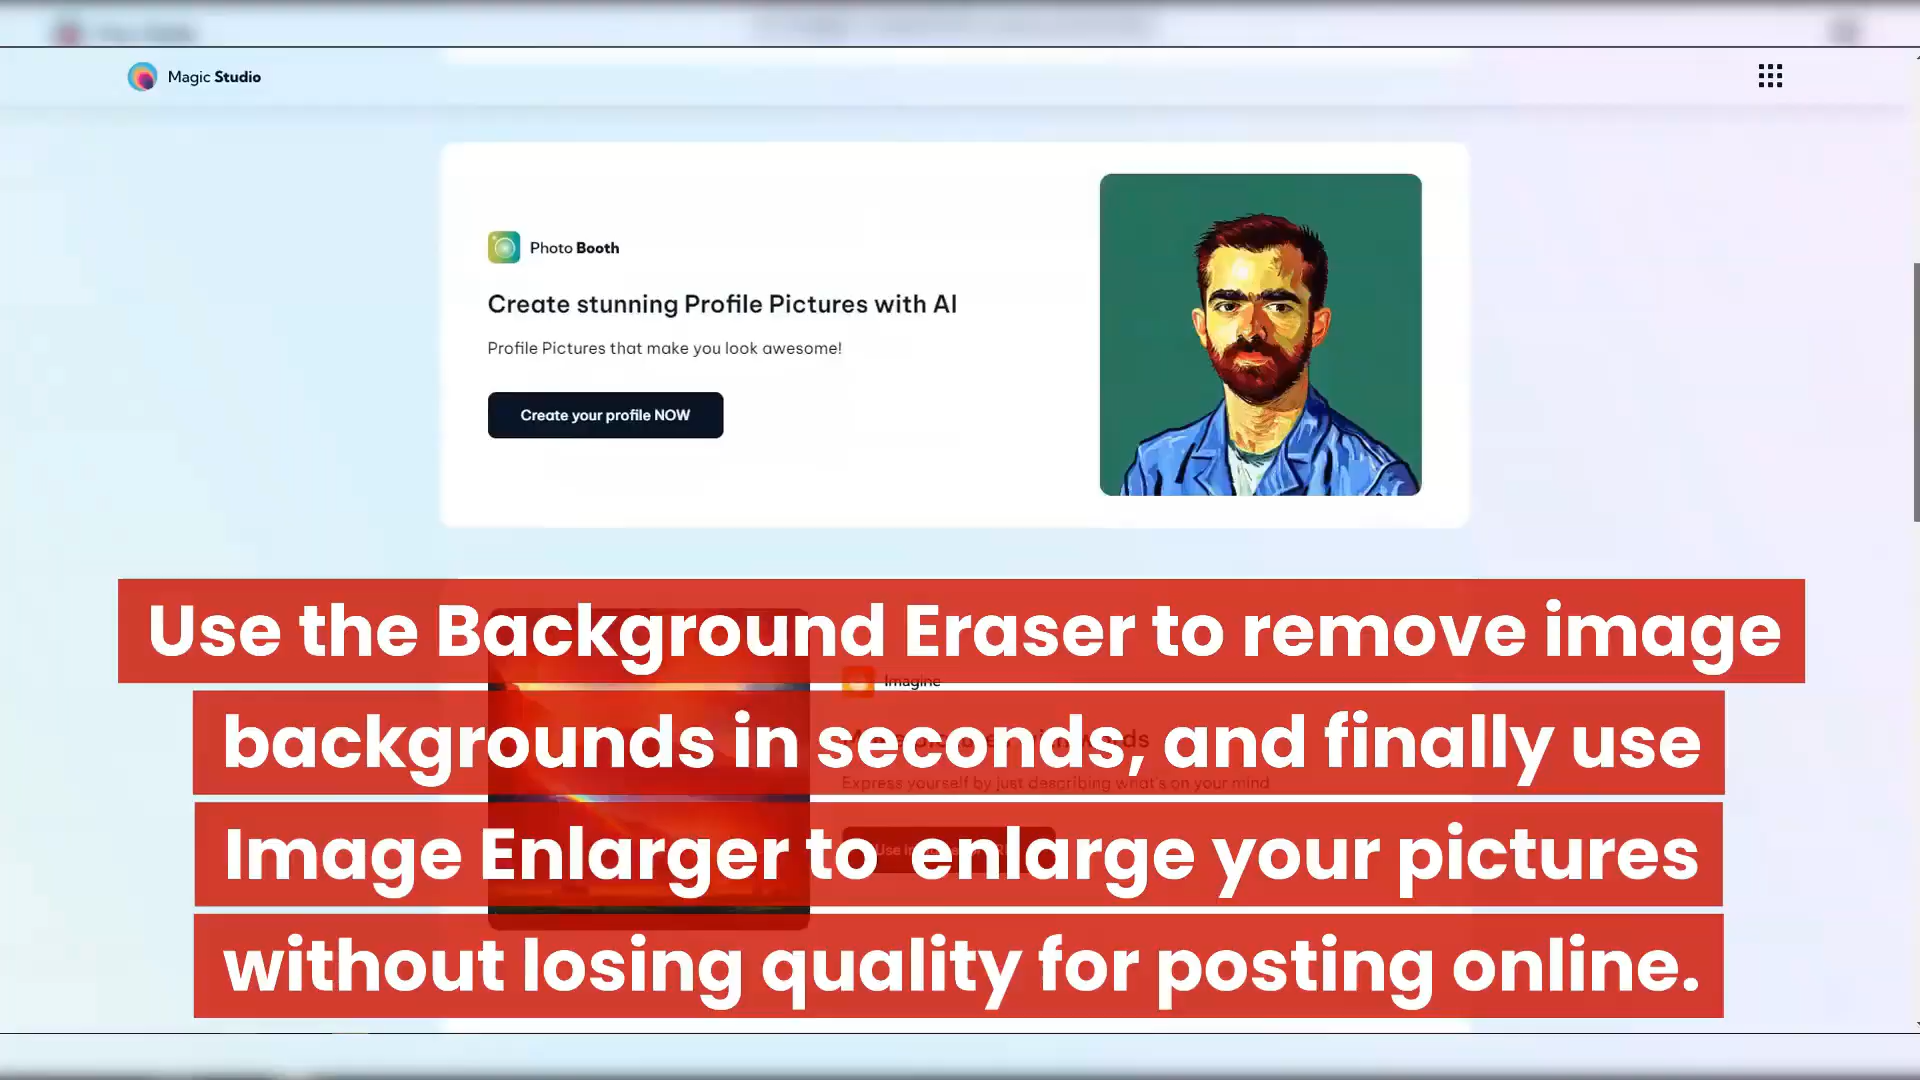 Magic Studio
Photo Booth
Create stunning Profile Pictures with AI
Profile Pictures that make you look awesome!
Create your profile NOW
Use the Background Eraser to remove image
backgrounds in seconds, and finally use
Image Enlarger to enlarge your pictures
without losing quality for posting online.
Imagine
Express yourself by just describing what's on your mind